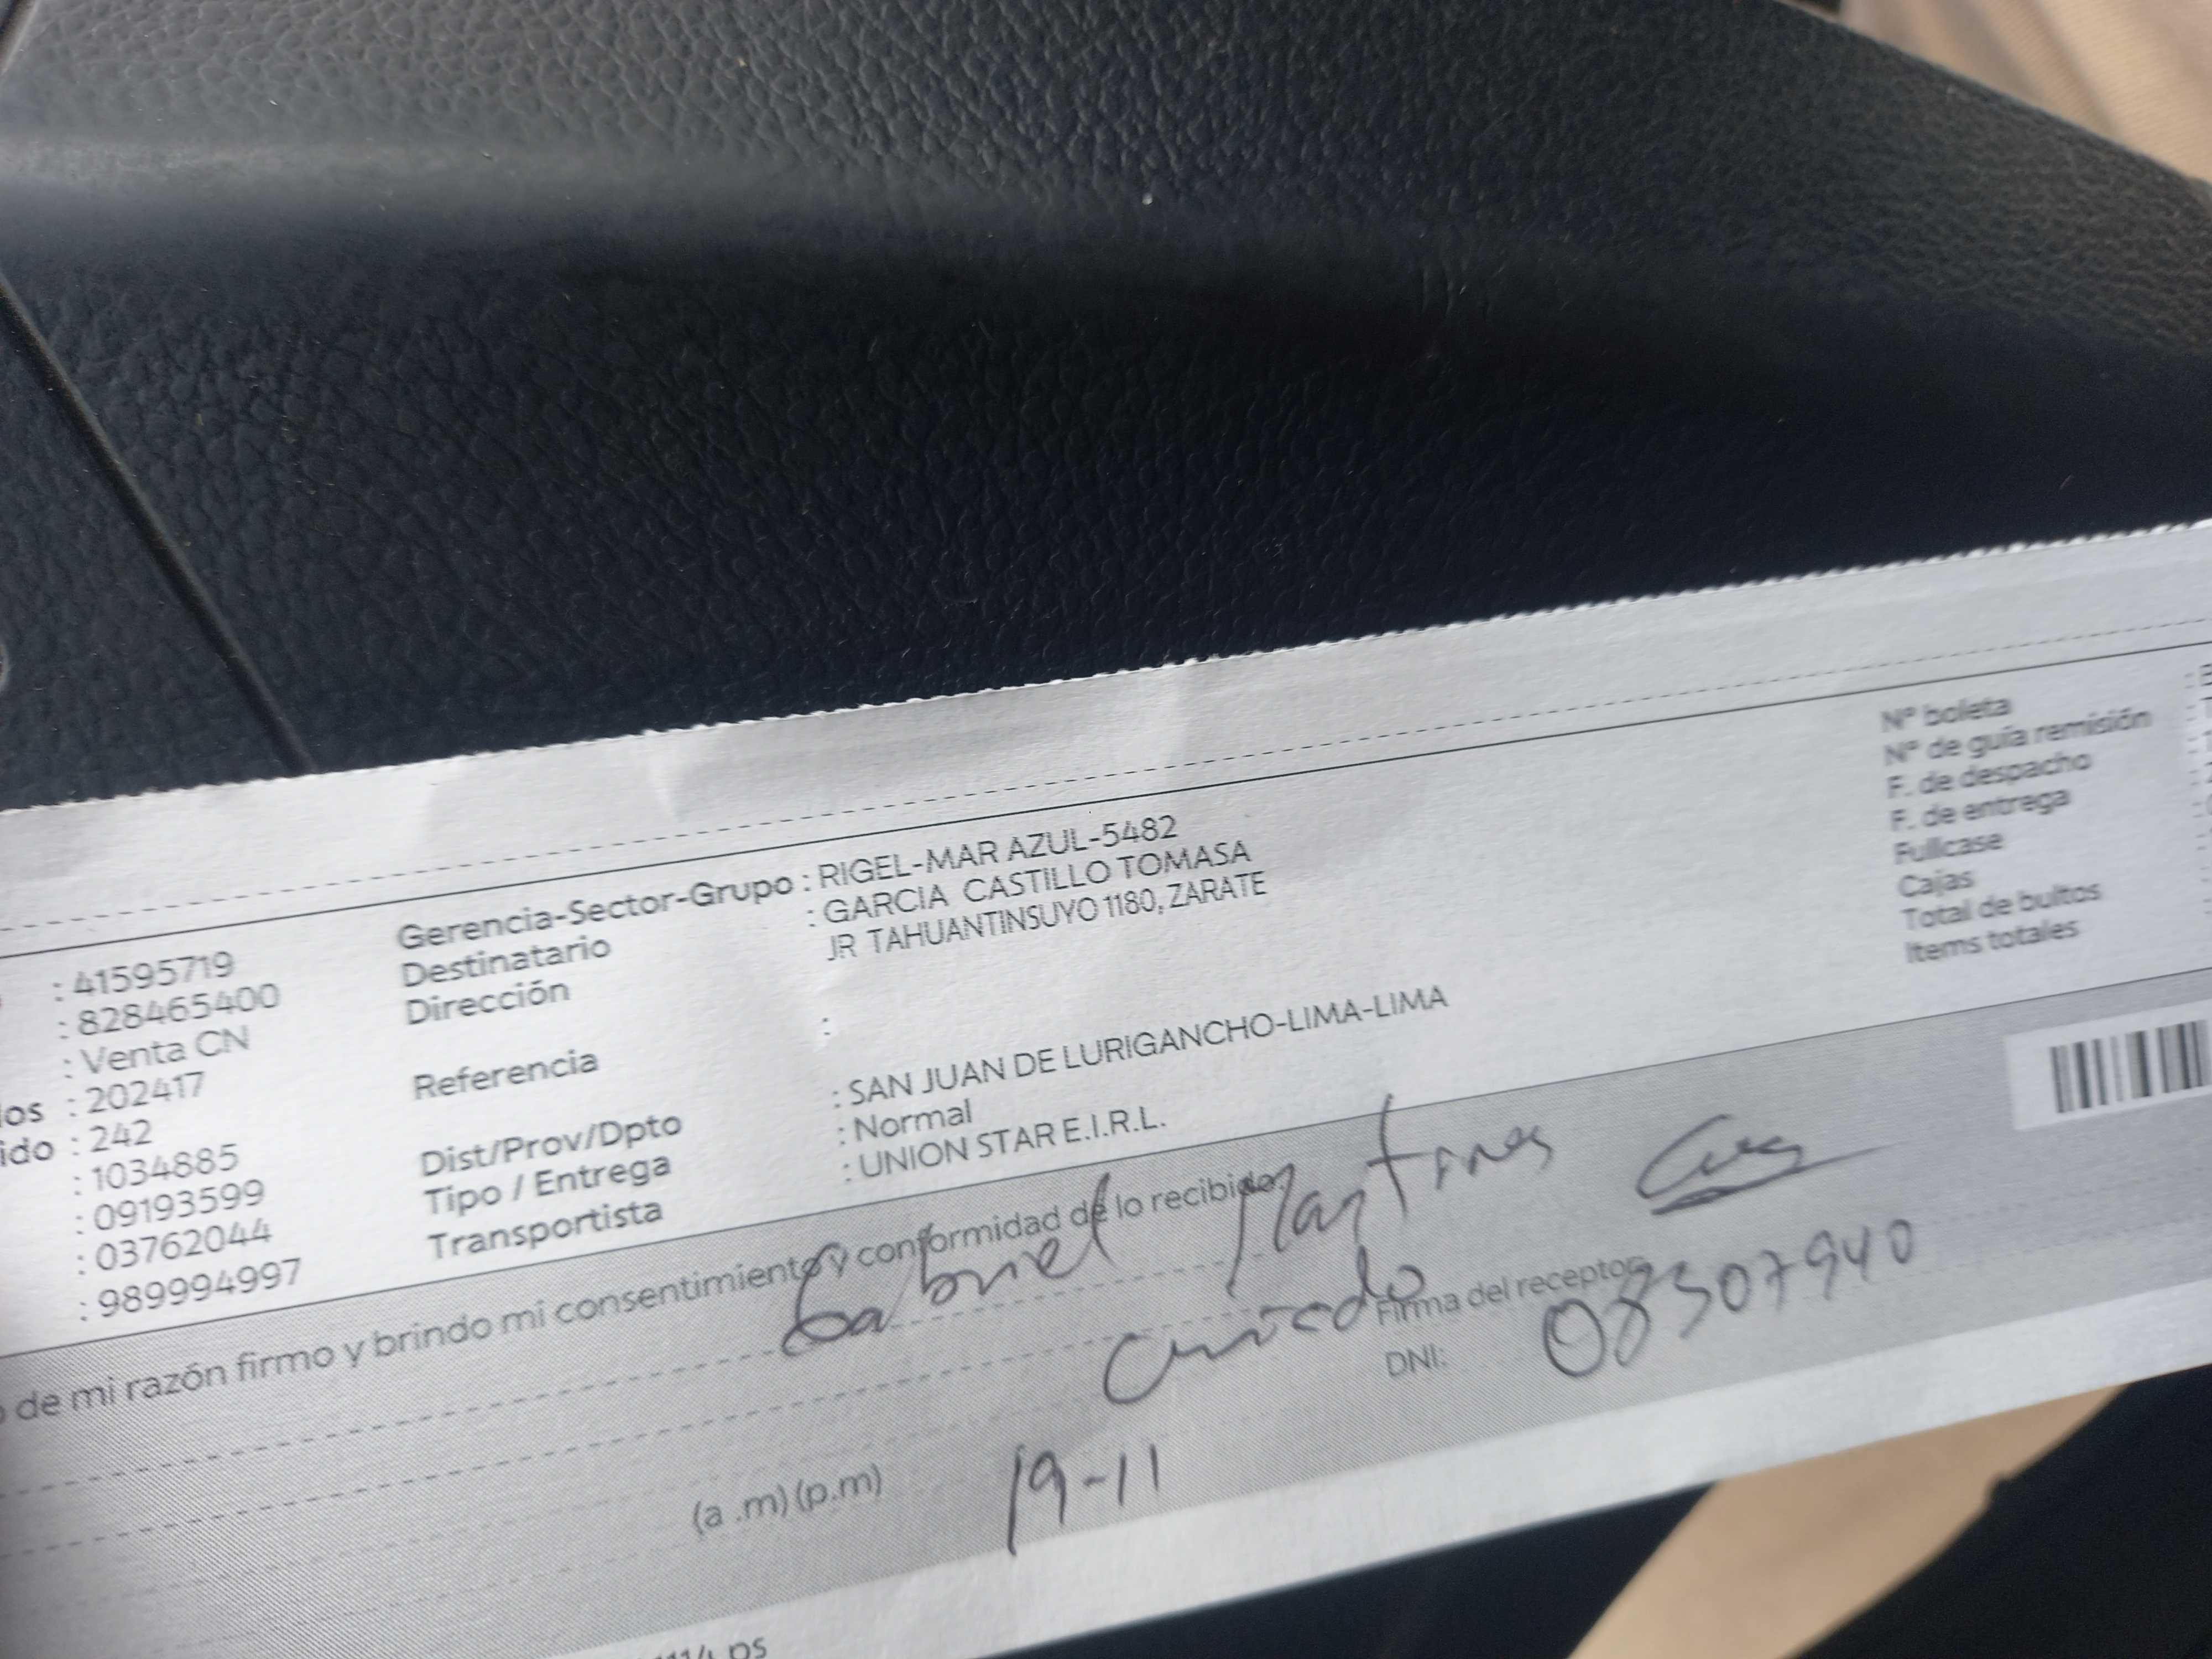 : 41595719
: 828465400
: Venta CN
los : 202417
ido : 242
: 1034885
: 09193599
: 03762044
: 989994997
Gerencia-Sector-Grupo : RIGEL-MAR AZUL-5482
Destinatario : GARCIA CASTILLO TOMASA
Dirección JR TAHUANTINSUYO 1180, ZARATE
Referencia :
Dist/Prov/Dpto : SAN JUAN DE LURIGANCHO-LIMA-LIMA
Tipo / Entrega : Normal
Transportista : UNION STAR E.I.R.L.
N° boleta
N° de guía remisión
F. de despacho
F. de entrega
Fullcase
Cajas
Total de bultos
Items totales
de mi razón firmo y brindo mi consentimiento y conformidad de lo recibido
Gabriel Martines
Firma del receptor
DNI: 08307940
(a .m) (p.m) 19-11